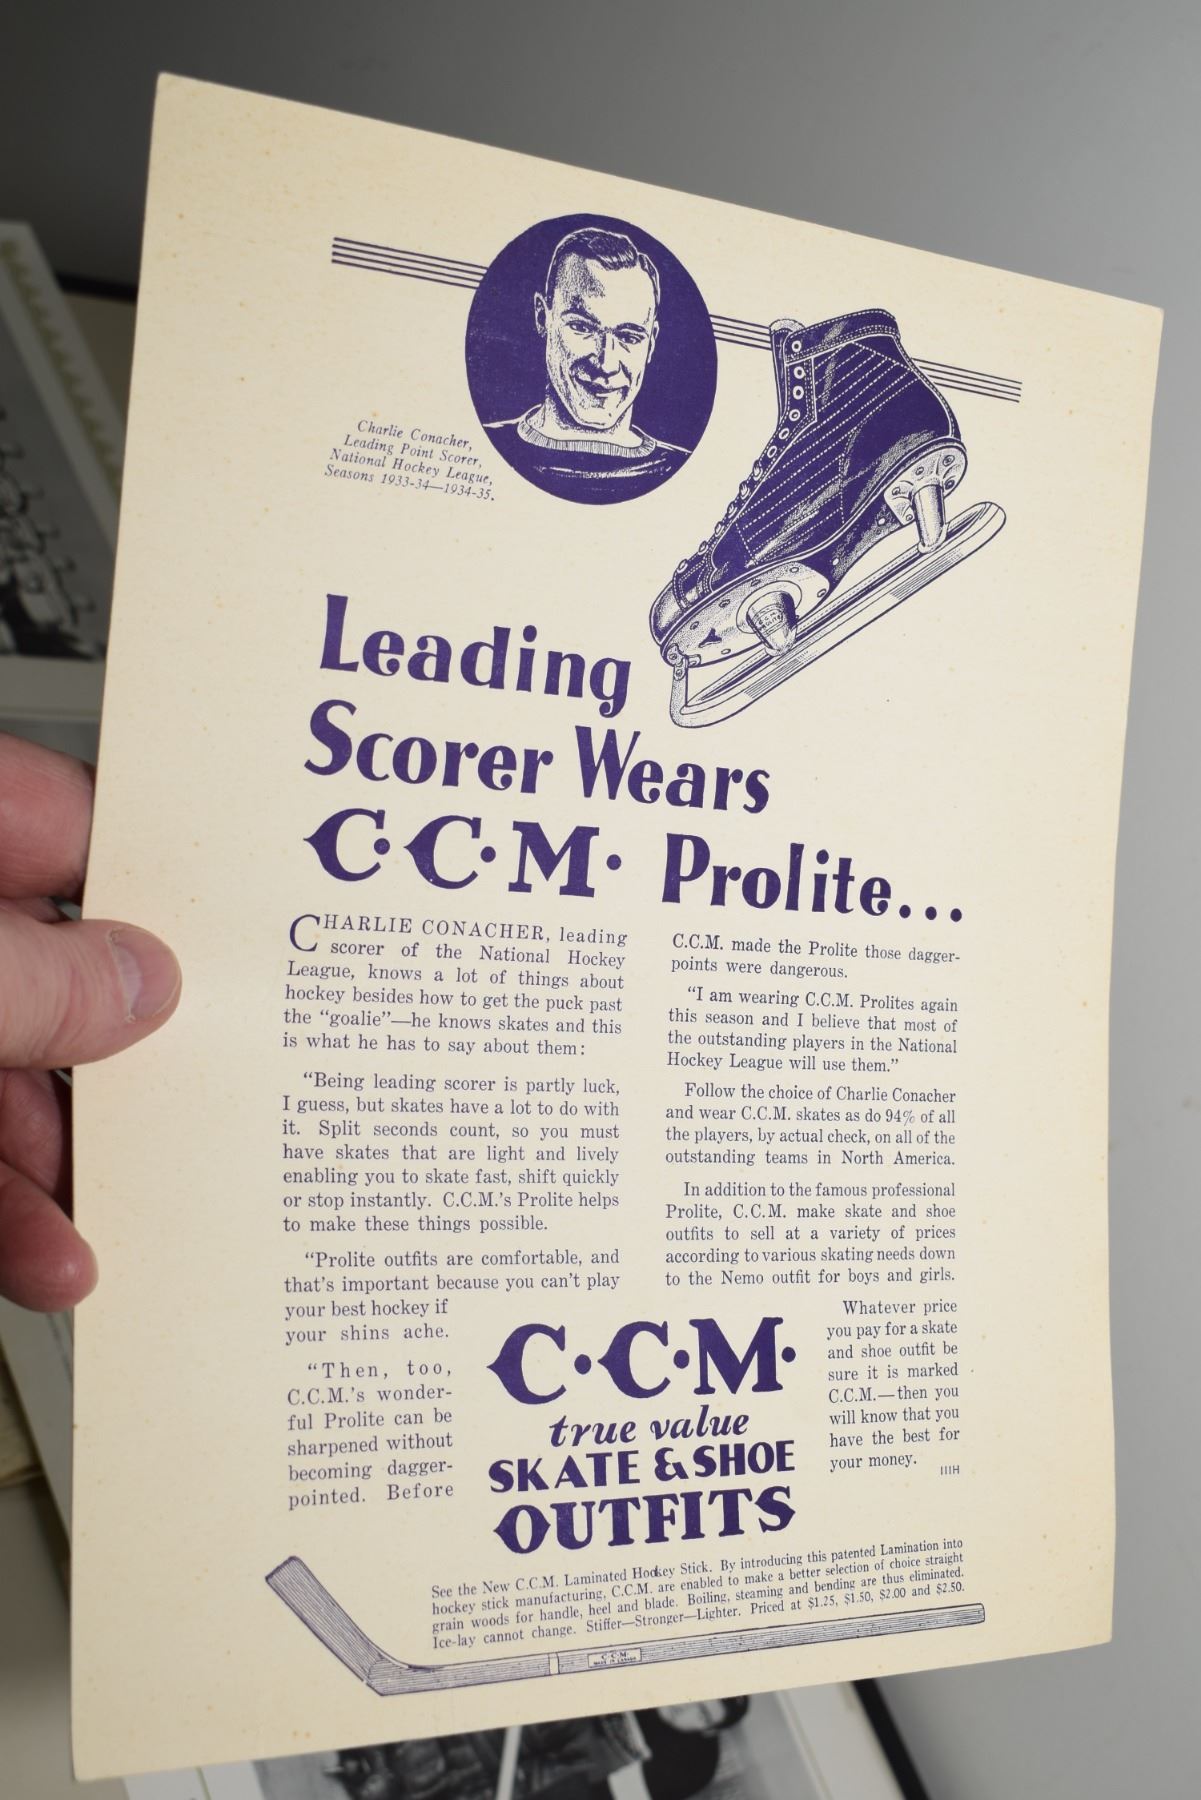 Charlie Conacher,
Leading Point Scorer,
National Hockey League,
Seasons 1933-34—1934-35.
Leading
Scorer Wears
C·C·M· Prolite...
CHARLIE CONACHER, leading
scorer of the National Hockey
League, knows a lot of things about
hockey besides how to get the puck past
the “goalie”—he knows skates and this
is what he has to say about them:
“Being leading scorer is partly luck,
I guess, but skates have a lot to do with
it. Split seconds count, so you must
have skates that are light and lively
enabling you to skate fast, shift quickly
or stop instantly. C.C.M.'s Prolite helps
to make these things possible.
“Prolite outfits are comfortable, and
that's important because you can't play
your best hockey if
your shins ache.
“Then, too,
C.C.M.'s wonder-
ful Prolite can be
sharpened without
becoming dagger-
pointed. Before
C.C.M. made the Prolite those dagger-
points were dangerous.
“I am wearing C.C.M. Prolites again
this season and I believe that most of
the outstanding players in the National
Hockey League will use them.”
Follow the choice of Charlie Conacher
and wear C.C.M. skates as do 94% of all
the players, by actual check, on all of the
outstanding teams in North America.
In addition to the famous professional
Prolite, C.C.M. make skate and shoe
outfits to sell at a variety of prices
according to various skating needs down
to the Nemo outfit for boys and girls.
Whatever price
you pay for a skate
and shoe outfit be
sure it is marked
C.C.M.—then you
will know that you
have the best for
your money.
IIIH
C·C·M·
true value
SKATE & SHOE
OUTFITS
See the New C.C.M. Laminated Hockey Stick. By introducing this patented Lamination into
hockey stick manufacturing, C.C.M. are enabled to make a better selection of choice straight
grain woods for handle, heel and blade. Boiling, steaming and bending are thus eliminated.
Ice-lay cannot change. Stiffer—Stronger—Lighter. Priced at $1.25, $1.50, $2.00 and $2.50.
C·C·M·
MADE IN CANADA